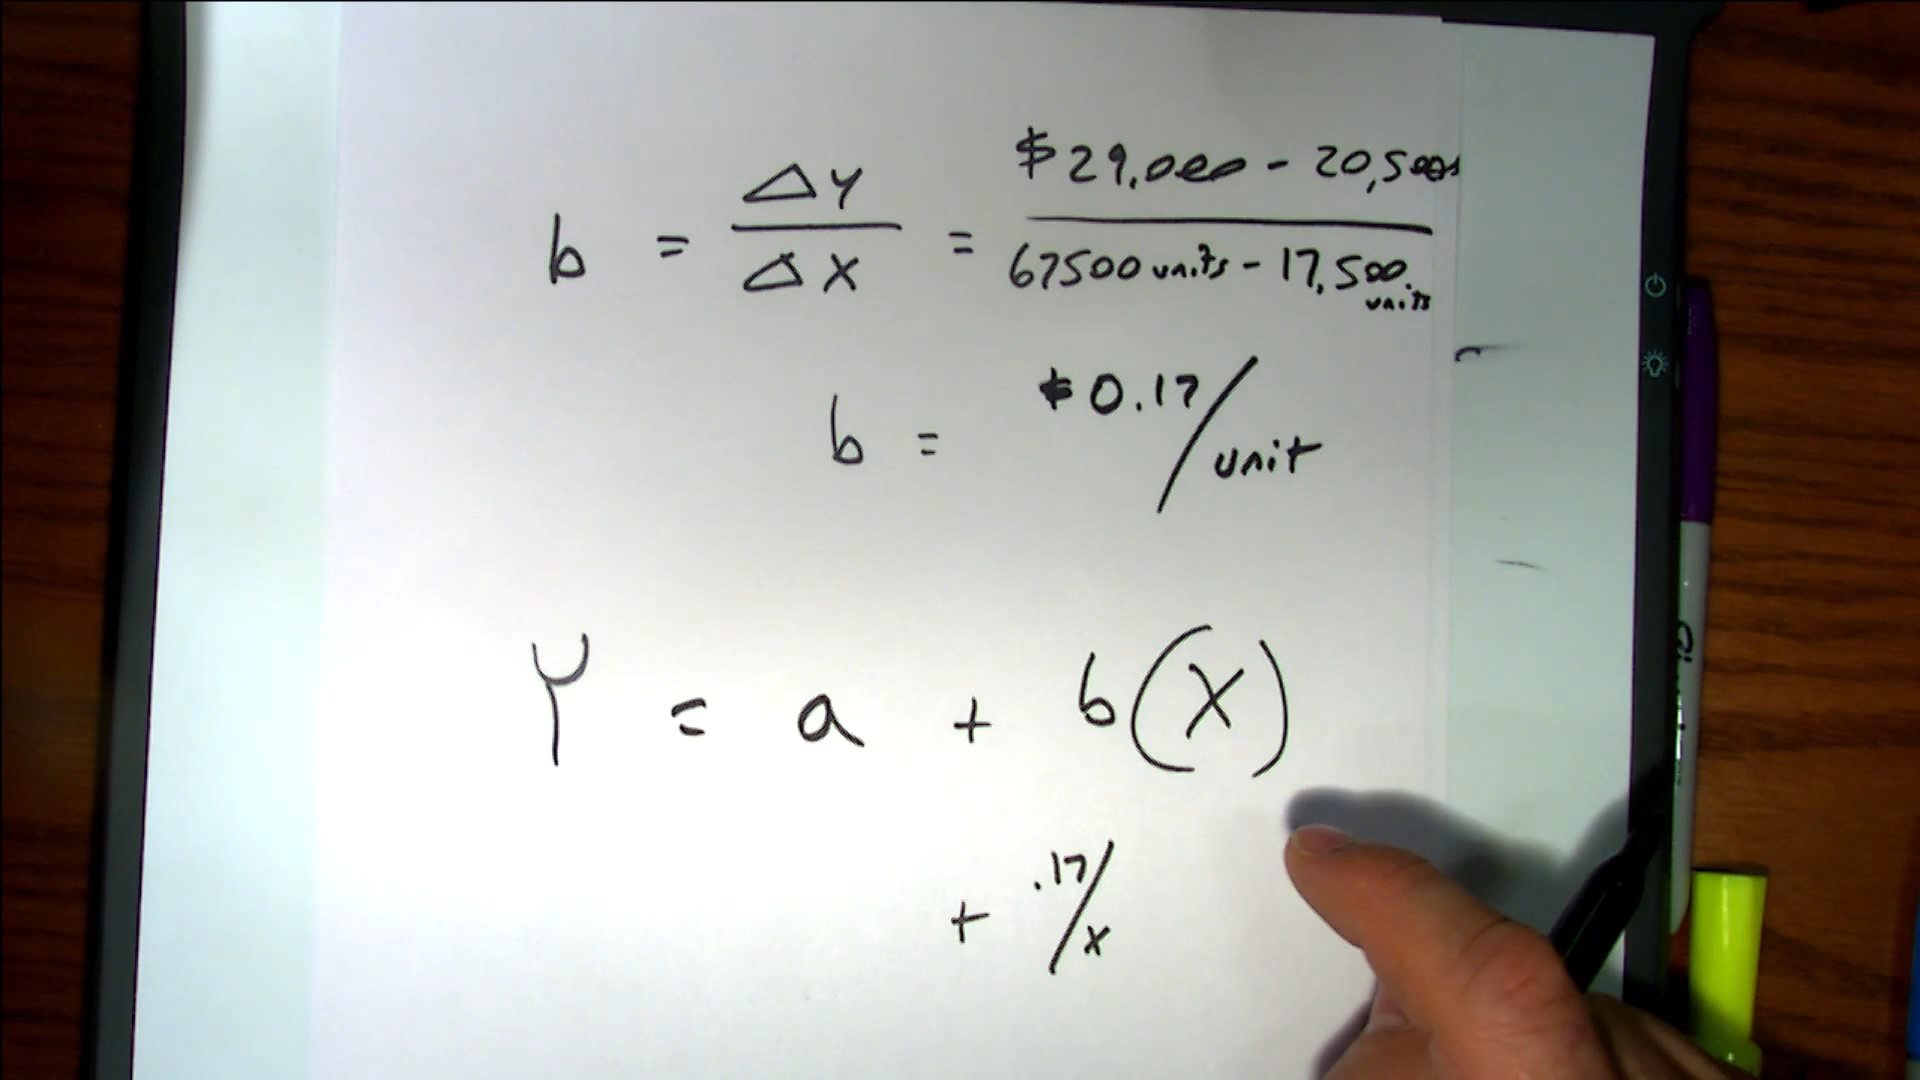 b = ΔY / ΔX = $29,000 - 20,500 / 67500 units - 17,500 units
b = $0.17 / unit
Y = a + b(X)
+ .17 / x